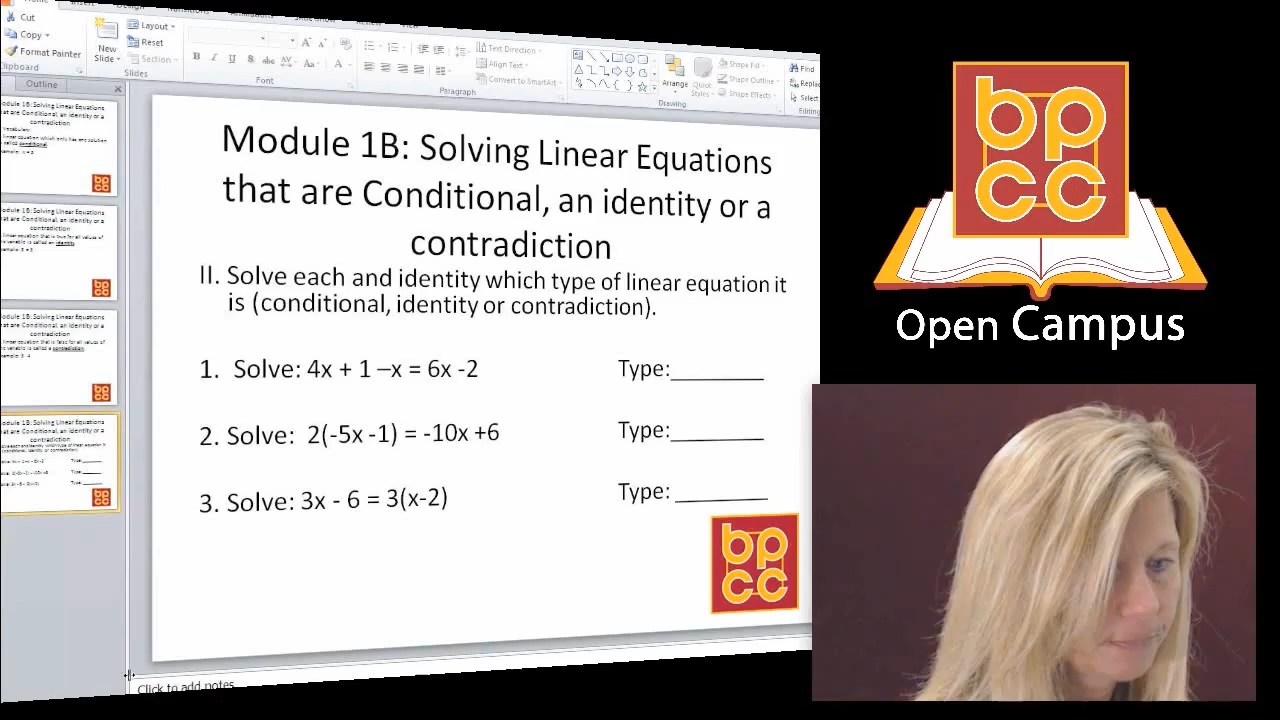 Cut
Copy
Format Painter
New
Slide
Layout
Reset
Section
Slides
Font
Text Direction
Align Text
Convert to SmartArt
Paragraph
Arrange
Quick
Styles
Shape Fill
Shape Outline
Shape Effects
Drawing
Find
Select
Outline
Module 1B: Solving Linear Equations
that are Conditional, an identity or a
contradiction
II. Solve each and identity which type of linear equation it
is (conditional, identity or contradiction).
1. Solve: 4x + 1 –x = 6x -2 Type:________
2. Solve: 2(-5x -1) = -10x +6 Type:________
3. Solve: 3x - 6 = 3(x-2) Type: ________
bp
cc
Click to add notes
bp
cc
Open Campus